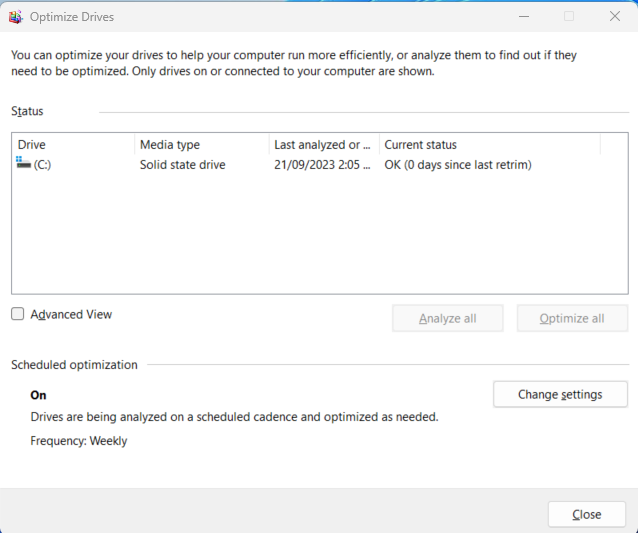 Optimize Drives
You can optimize your drives to help your computer run more efficiently, or analyze them to find out if they
need to be optimized. Only drives on or connected to your computer are shown.
Status
Drive Media type Last analyzed or ... Current status
(C:) Solid state drive 21/09/2023 2:05 ... OK (0 days since last retrim)
Advanced View
Analyze all Optimize all
Scheduled optimization
On
Change settings
Drives are being analyzed on a scheduled cadence and optimized as needed.
Frequency: Weekly
Close